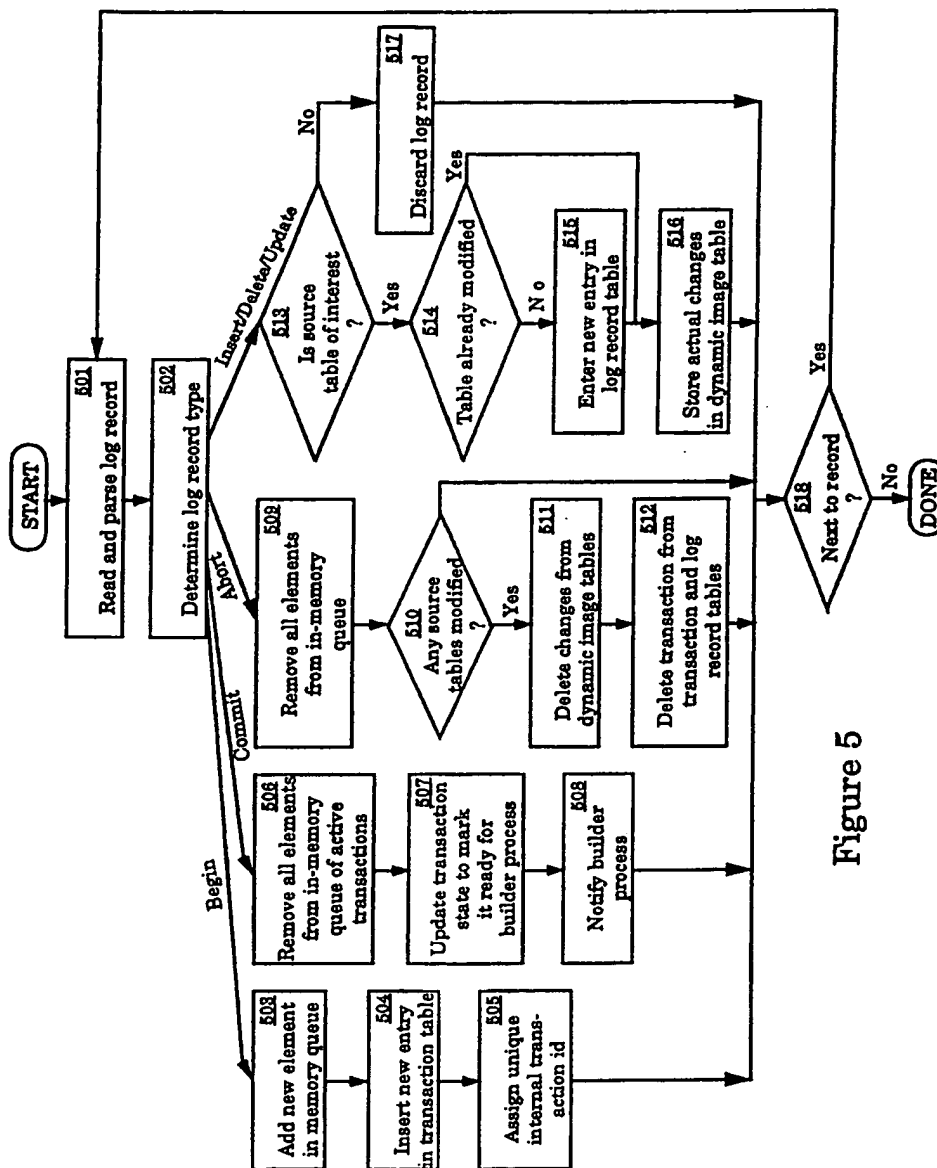 START
501
Read and parse log record
502
Determine log record type
Begin
Commit
Abort
Insert/Delete/Update
503
Add new element
in memory queue
504
Insert new entry
in transaction table
505
Assign unique
internal trans-
action id
506
Remove all elements
from in-memory
queue of active
transactions
507
Update transaction
state to mark
it ready for
builder process
508
Notify builder
process
509
Remove all elements
from in-memory
queue
510
Any source
tables modified
?
Yes
511
Delete changes from
dynamic image tables
512
Delete transaction from
transaction and log
record tables
513
Is source
table of interest
?
No
Yes
517
Discard log record
514
Table already modified
?
Yes
No
515
Enter new entry in
log record table
516
Store actual changes
in dynamic image table
518
Next to record
?
Yes
No
DONE
Figure 5